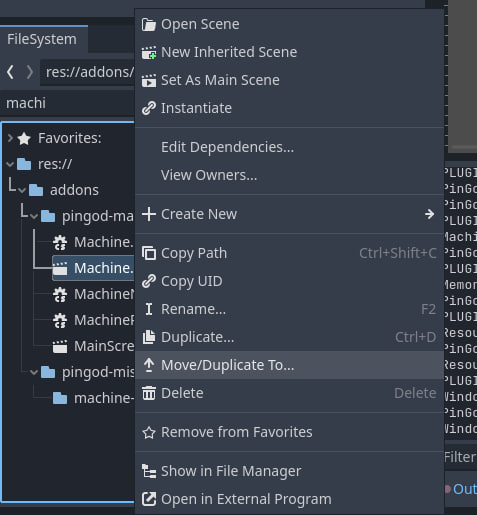 FileSystem
res://addons/
machi
Favorites:
res://
addons
pingod-ma
Machine.
Machine.
MachineN
MachineP
MainScre
pingod-mis
machine-
Open Scene
New Inherited Scene
Set As Main Scene
Instantiate
Edit Dependencies...
View Owners...
Create New
Copy Path Ctrl+Shift+C
Copy UID
Rename... F2
Duplicate... Ctrl+D
Move/Duplicate To...
Delete Delete
Remove from Favorites
Show in File Manager
Open in External Program
PLUGI
PinGo
PinGo
PLUGI
Machi
PinGo
PLUGI
Memor
PinGo
PLUGI
Resou
PinGo
Resou
PLUGI
Windo
PinGo
Windo
Filter
Out